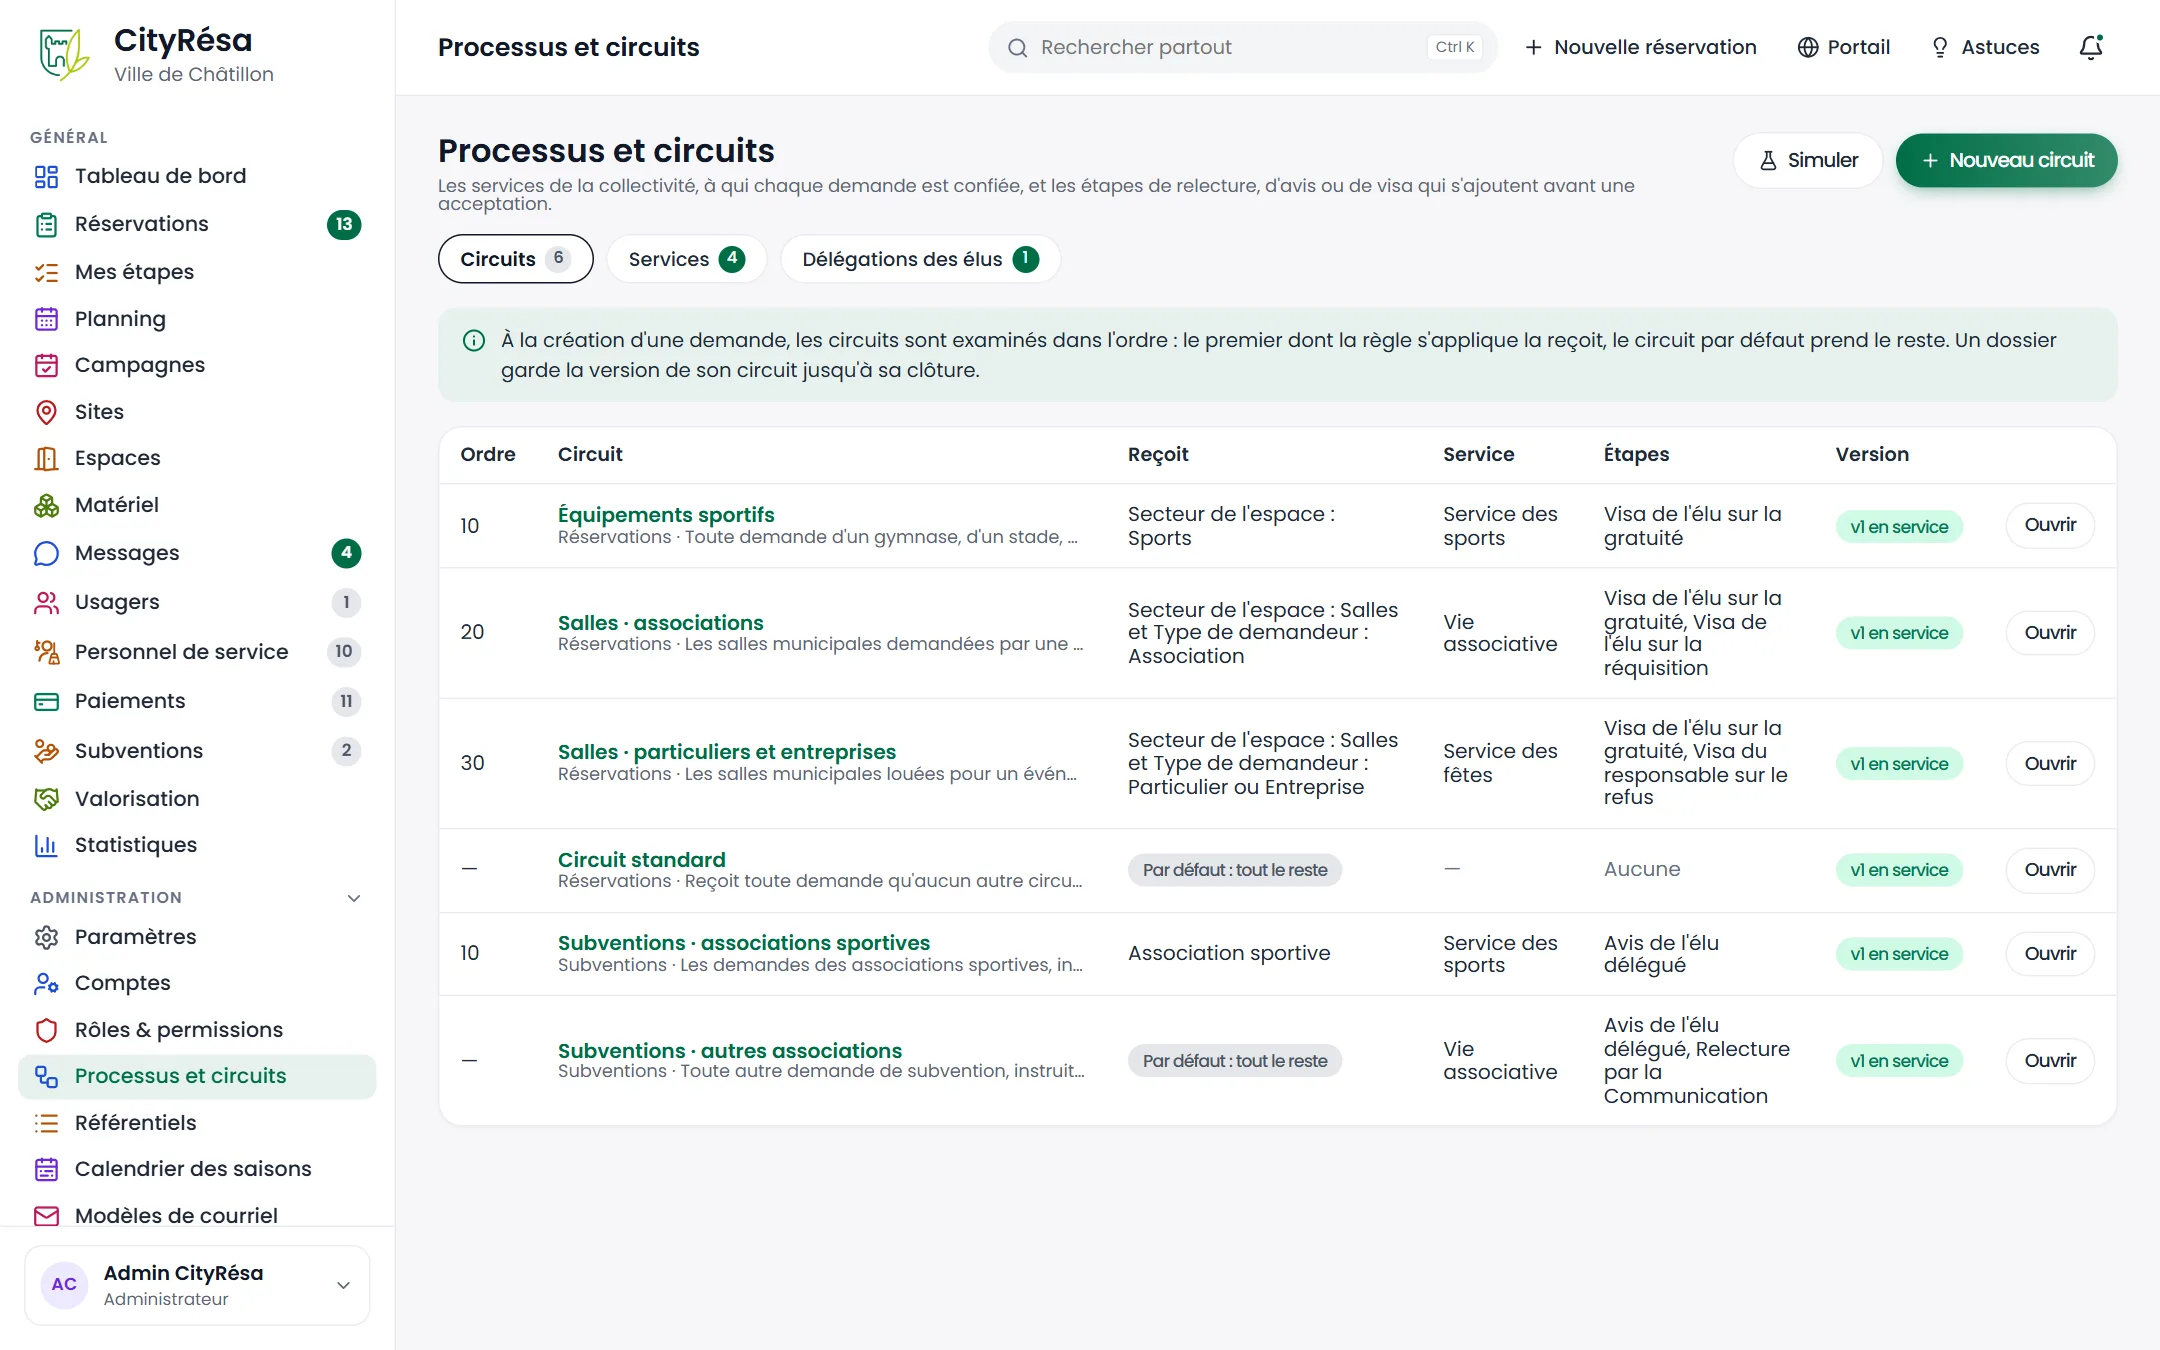 CityRésa
Ville de Châtillon
GÉNÉRAL
Tableau de bord
Réservations 13
Mes étapes
Planning
Campagnes
Sites
Espaces
Matériel
Messages 4
Usagers 1
Personnel de service 10
Paiements 11
Subventions 2
Valorisation
Statistiques
ADMINISTRATION
Paramètres
Comptes
Rôles & permissions
Processus et circuits
Référentiels
Calendrier des saisons
Modèles de courriel
AC
Admin CityRésa
Administrateur
Processus et circuits
Rechercher partout
Ctrl K
Nouvelle réservation
Portail
Astuces
Processus et circuits
Les services de la collectivité, à qui chaque demande est confiée, et les étapes de relecture, d'avis ou de visa qui s'ajoutent avant une
acceptation.
Simuler
Nouveau circuit
Circuits 6
Services 4
Délégations des élus 1
À la création d'une demande, les circuits sont examinés dans l'ordre : le premier dont la règle s'applique la reçoit, le circuit par défaut prend le reste. Un dossier
garde la version de son circuit jusqu'à sa clôture.
Ordre Circuit Reçoit Service Étapes Version
10
Équipements sportifs
Réservations · Toute demande d'un gymnase, d'un stade, ...
Secteur de l'espace :
Sports
Service des
sports
Visa de l'élu sur la
gratuité
v1 en service
Ouvrir
20
Salles · associations
Réservations · Les salles municipales demandées par une ...
Secteur de l'espace : Salles
et Type de demandeur :
Association
Vie
associative
Visa de l'élu sur la
gratuité, Visa de
l'élu sur la
réquisition
v1 en service
Ouvrir
30
Salles · particuliers et entreprises
Réservations · Les salles municipales louées pour un évén...
Secteur de l'espace : Salles
et Type de demandeur :
Particulier ou Entreprise
Service des
fêtes
Visa de l'élu sur la
gratuité, Visa du
responsable sur le
refus
v1 en service
Ouvrir
—
Circuit standard
Réservations · Reçoit toute demande qu'aucun autre circu...
Par défaut : tout le reste
—
Aucune
v1 en service
Ouvrir
10
Subventions · associations sportives
Subventions · Les demandes des associations sportives, in...
Association sportive
Service des
sports
Avis de l'élu
délégué
v1 en service
Ouvrir
—
Subventions · autres associations
Subventions · Toute autre demande de subvention, instruit...
Par défaut : tout le reste
Vie
associative
Avis de l'élu
délégué, Relecture
par la
Communication
v1 en service
Ouvrir